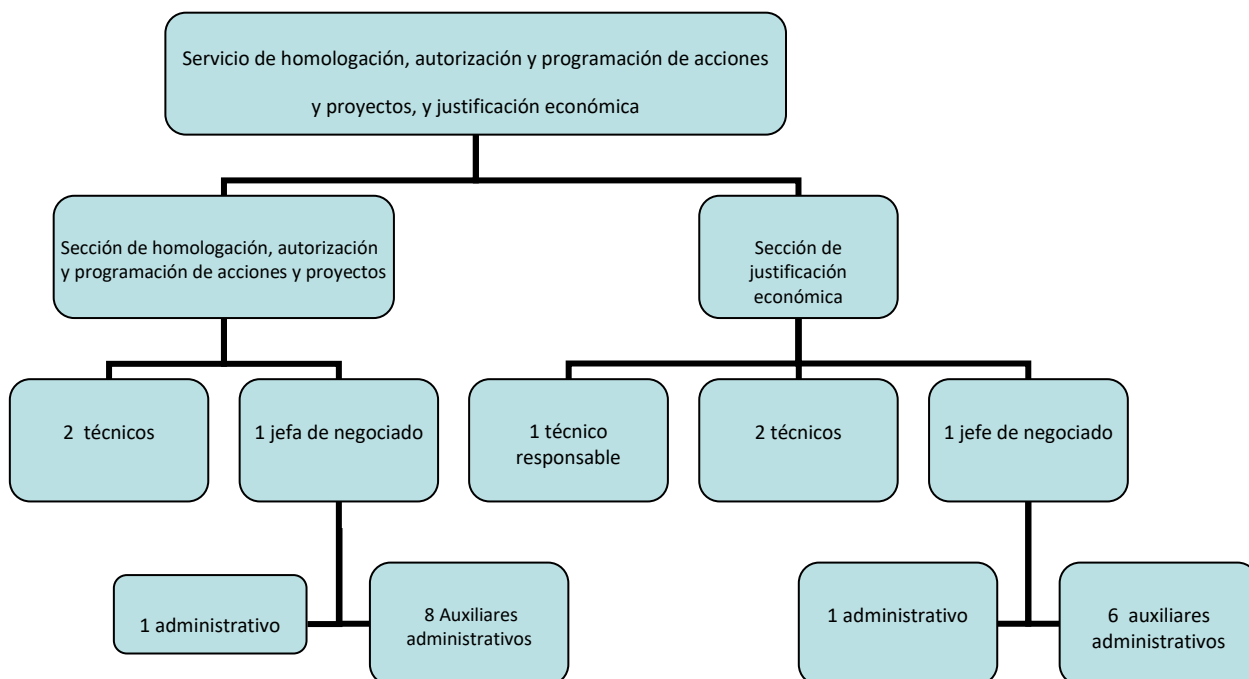 Servicio de homologación, autorización y programación de acciones
y proyectos, y justificación económica
Sección de homologación, autorización
y programación de acciones y proyectos
Sección de
justificación
económica
2 técnicos
1 jefa de negociado
1 técnico
responsable
2 técnicos
1 jefe de negociado
1 administrativo
8 Auxiliares
administrativos
1 administrativo
6 auxiliares
administrativos